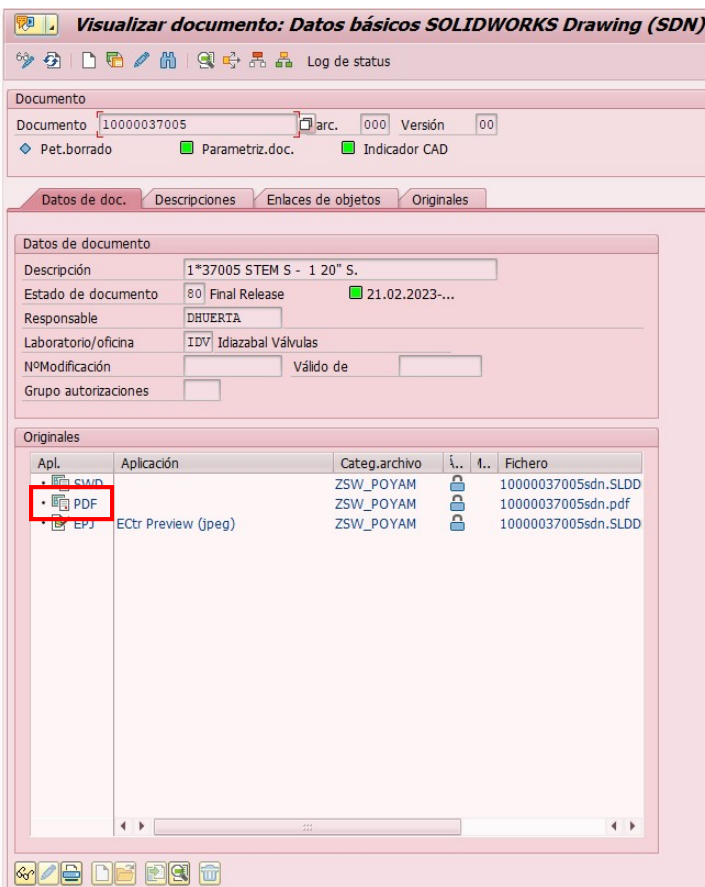 Visualizar documento: Datos básicos SOLIDWORKS Drawing (SDN)
Log de status
Documento
Documento 10000037005 arc. 000 Versión 00
Pet.borrado Parametriz.doc. Indicador CAD
Datos de doc. Descripciones Enlaces de objetos Originales
Datos de documento
Descripción 1*37005 STEM S - 1 20" S.
Estado de documento 80 Final Release 21.02.2023-...
Responsable DHUERTA
Laboratorio/oficina IDV Idiazabal Válvulas
NºModificación Válido de
Grupo autorizaciones
Originales
Apl. Aplicación Categ.archivo Fichero
SWD ZSW_POYAM 10000037005sdn.SLDD
PDF ZSW_POYAM 10000037005sdn.pdf
EPJ ECtr Preview (jpeg) ZSW_POYAM 10000037005sdn.SLDD